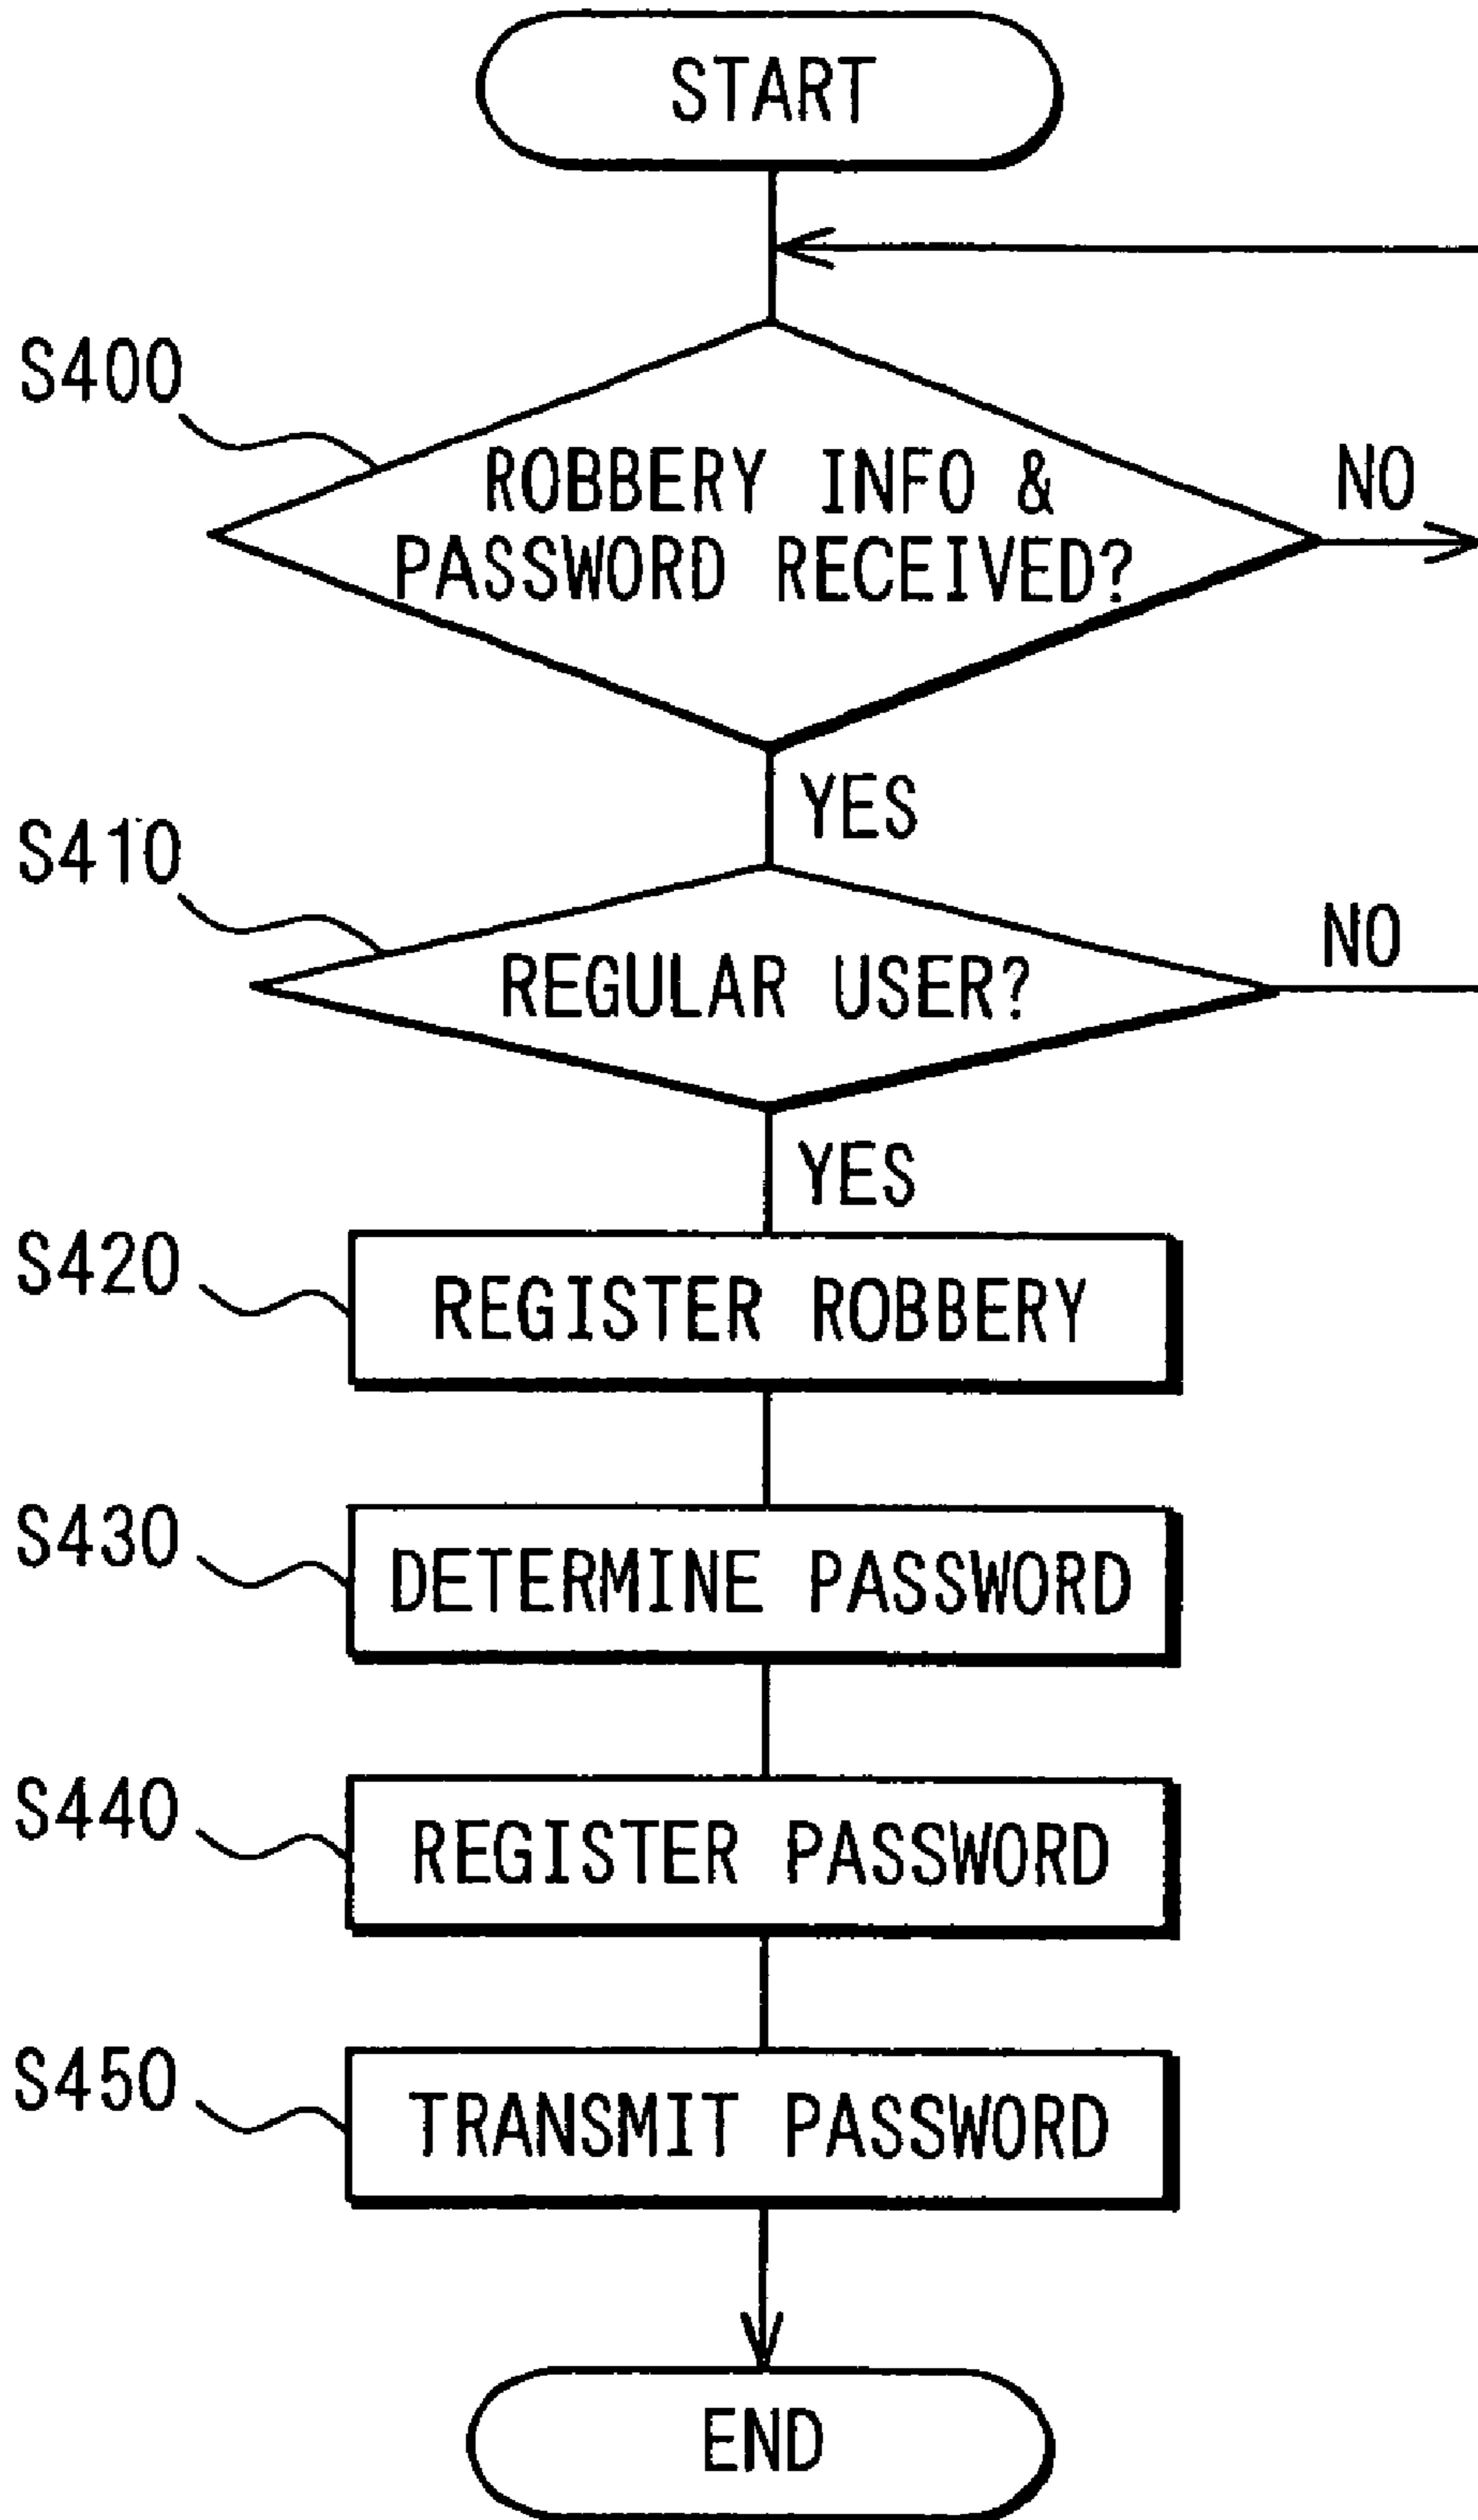 START
S400
ROBBERY INFO &
PASSWORD RECEIVED?
NO
YES
S410
REGULAR USER?
NO
YES
S420
REGISTER ROBBERY
S430
DETERMINE PASSWORD
S440
REGISTER PASSWORD
S450
TRANSMIT PASSWORD
END